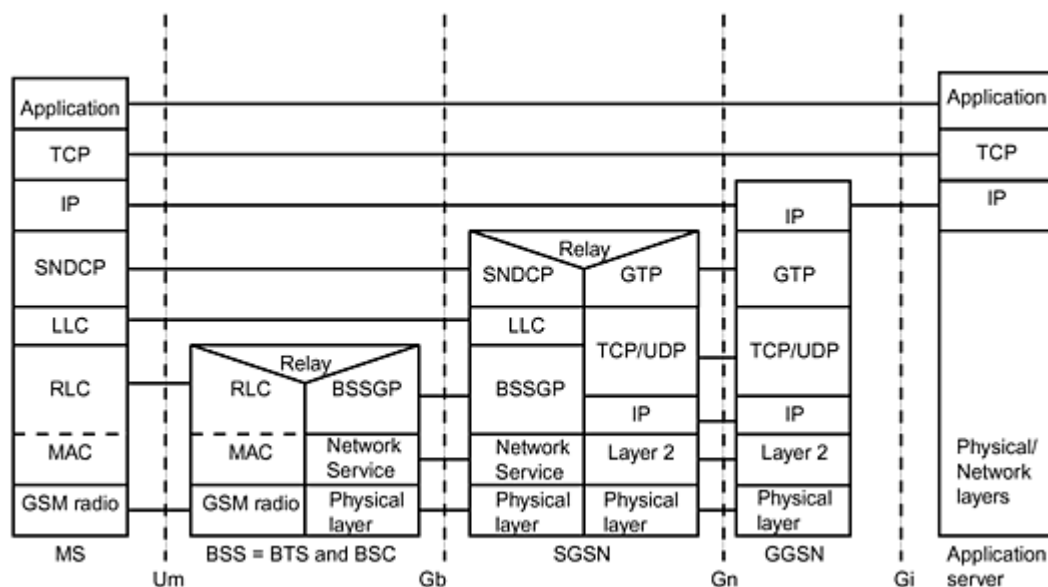 Application
TCP
IP
SNDCP
LLC
RLC
MAC
GSM radio
MS
Um
Relay
RLC
BSSGP
MAC
Network
Service
GSM radio
Physical
layer
BSS = BTS and BSC
Gb
Relay
SNDCP
GTP
LLC
TCP/UDP
BSSGP
IP
Network
Service
Layer 2
Physical
layer
Physical
layer
SGSN
Gn
IP
GTP
TCP/UDP
IP
Layer 2
Physical
layer
GGSN
Gi
Application
TCP
IP
Physical/
Network
layers
Application
server